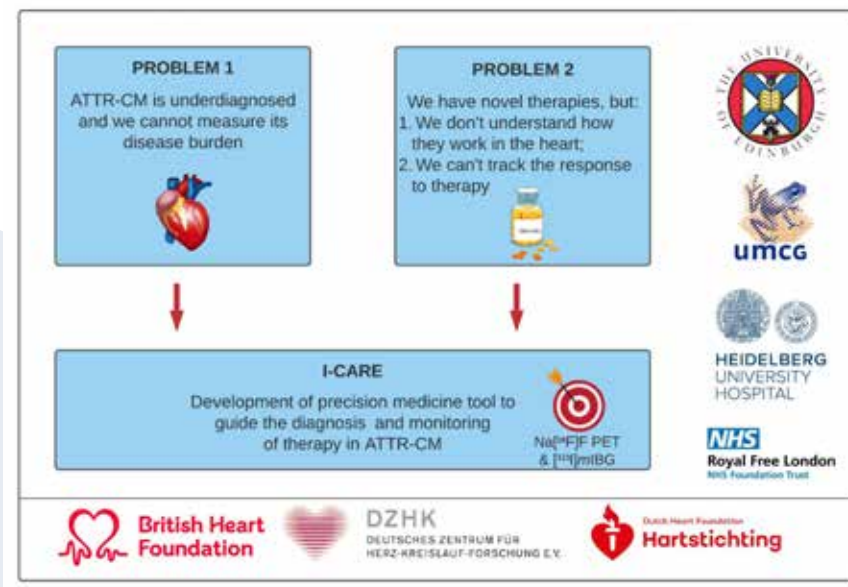 PROBLEM 1
ATTR-CM is underdiagnosed
and we cannot measure its
disease burden
PROBLEM 2
We have novel therapies, but:
1. We don't understand how
they work in the heart;
2. We can't track the response
to therapy
I-CARE
Development of precision medicine tool to
guide the diagnosis and monitoring
of therapy in ATTR-CM
Na[¹⁸F]F PET
& [¹²³I]mIBG
THE UNIVERSITY
OF EDINBURGH
umcg
HEIDELBERG
UNIVERSITY
HOSPITAL
NHS
Royal Free London
NHS Foundation Trust
British Heart
Foundation
DZHK
DEUTSCHES ZENTRUM FÜR
HERZ-KREISLAUF-FORSCHUNG E.V.
Dutch Heart Foundation
Hartstichting